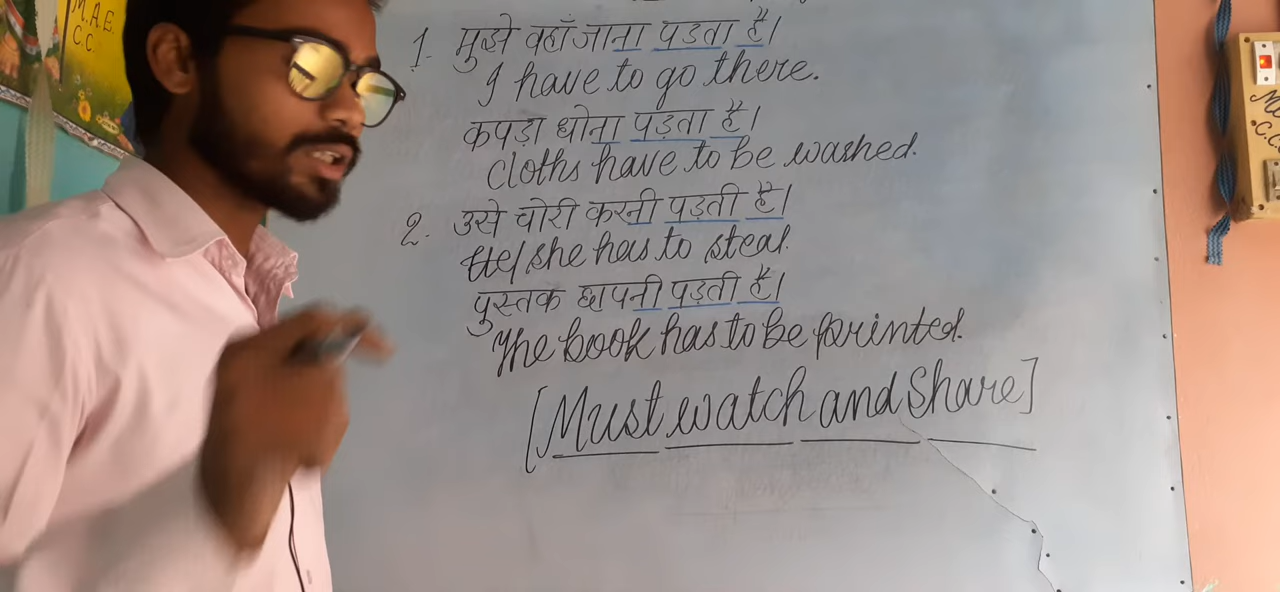 M.A.E.
C.C.
1. मुझे वहाँ जाना पड़ता है।
I have to go there.
कपड़ा धोना पड़ता है।
cloths have to be washed.
2. उसे चोरी करनी पड़ती है।
He/she has to steal.
पुस्तक छापनी पड़ती है।
The book has to be printed.
[Must watch and Share]